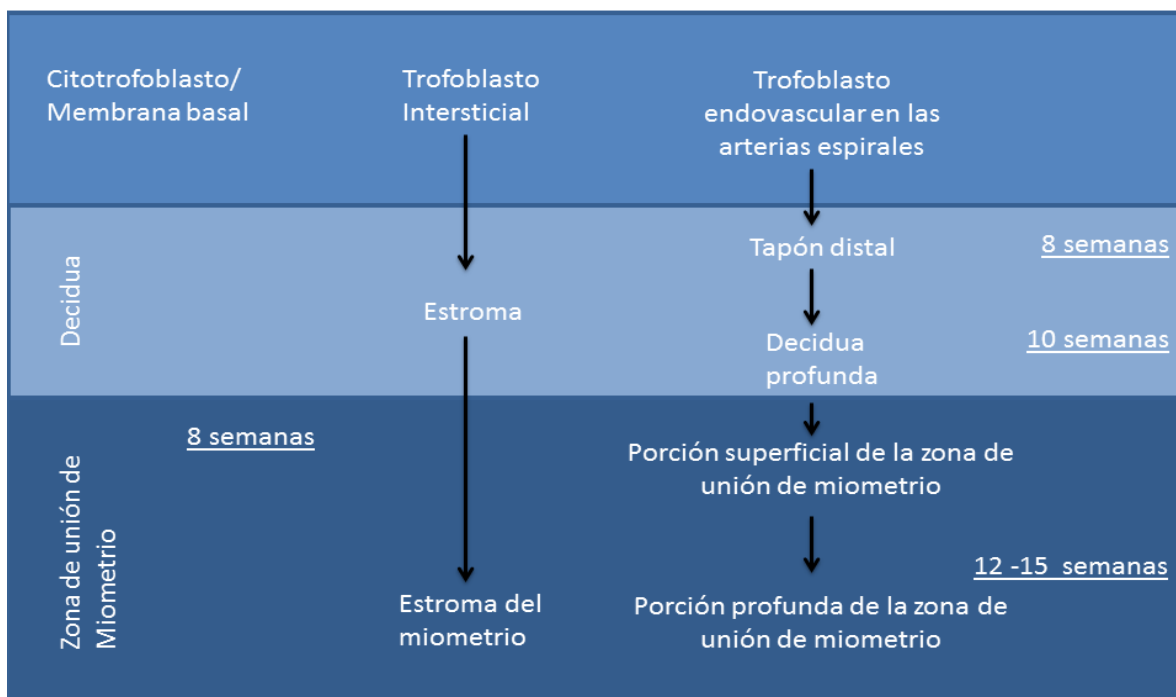 Citotrofoblasto/
Membrana basal
Trofoblasto
Intersticial
Trofoblasto
endovascular en las
arterias espirales
Decidua
Estroma
Tapón distal
8 semanas
Decidua
profunda
10 semanas
Zona de unión de
Miometrio
8 semanas
Estroma del
miometrio
Porción superficial de la zona de
unión de miometrio
12 -15 semanas
Porción profunda de la zona de
unión de miometrio